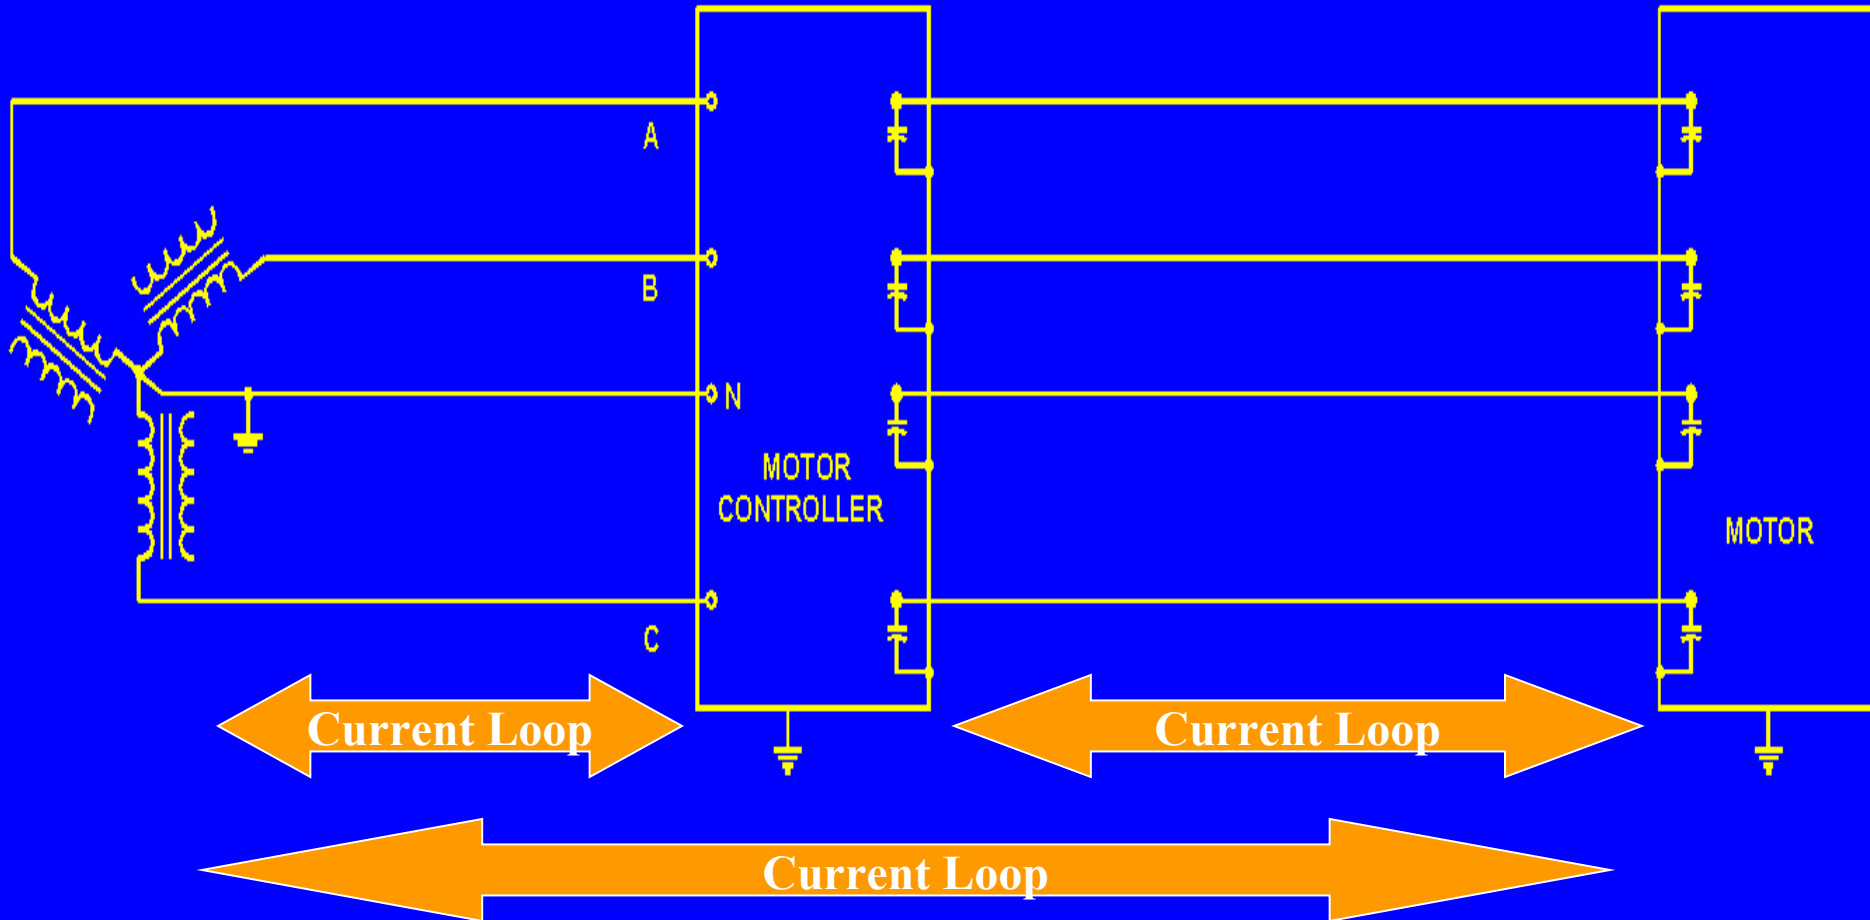 A
B
N
MOTOR
CONTROLLER
MOTOR
C
Current Loop
Current Loop
Current Loop